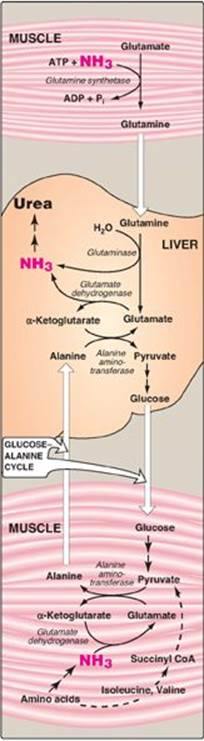 MUSCLE
Glutamate
ATP + NH3
Glutamine synthetase
ADP + Pi
Glutamine
Urea
H2O
Glutamine
LIVER
Glutaminase
NH3
Glutamate
dehydrogenase
α-Ketoglutarate
Glutamate
Alanine
Alanine
amino-
transferase
Pyruvate
Glucose
GLUCOSE–
ALANINE
CYCLE
MUSCLE
Glucose
Alanine
Alanine
amino-
transferase
Pyruvate
α-Ketoglutarate
Glutamate
Glutamate
dehydrogenase
NH3
Succinyl CoA
Isoleucine, Valine
Amino acids